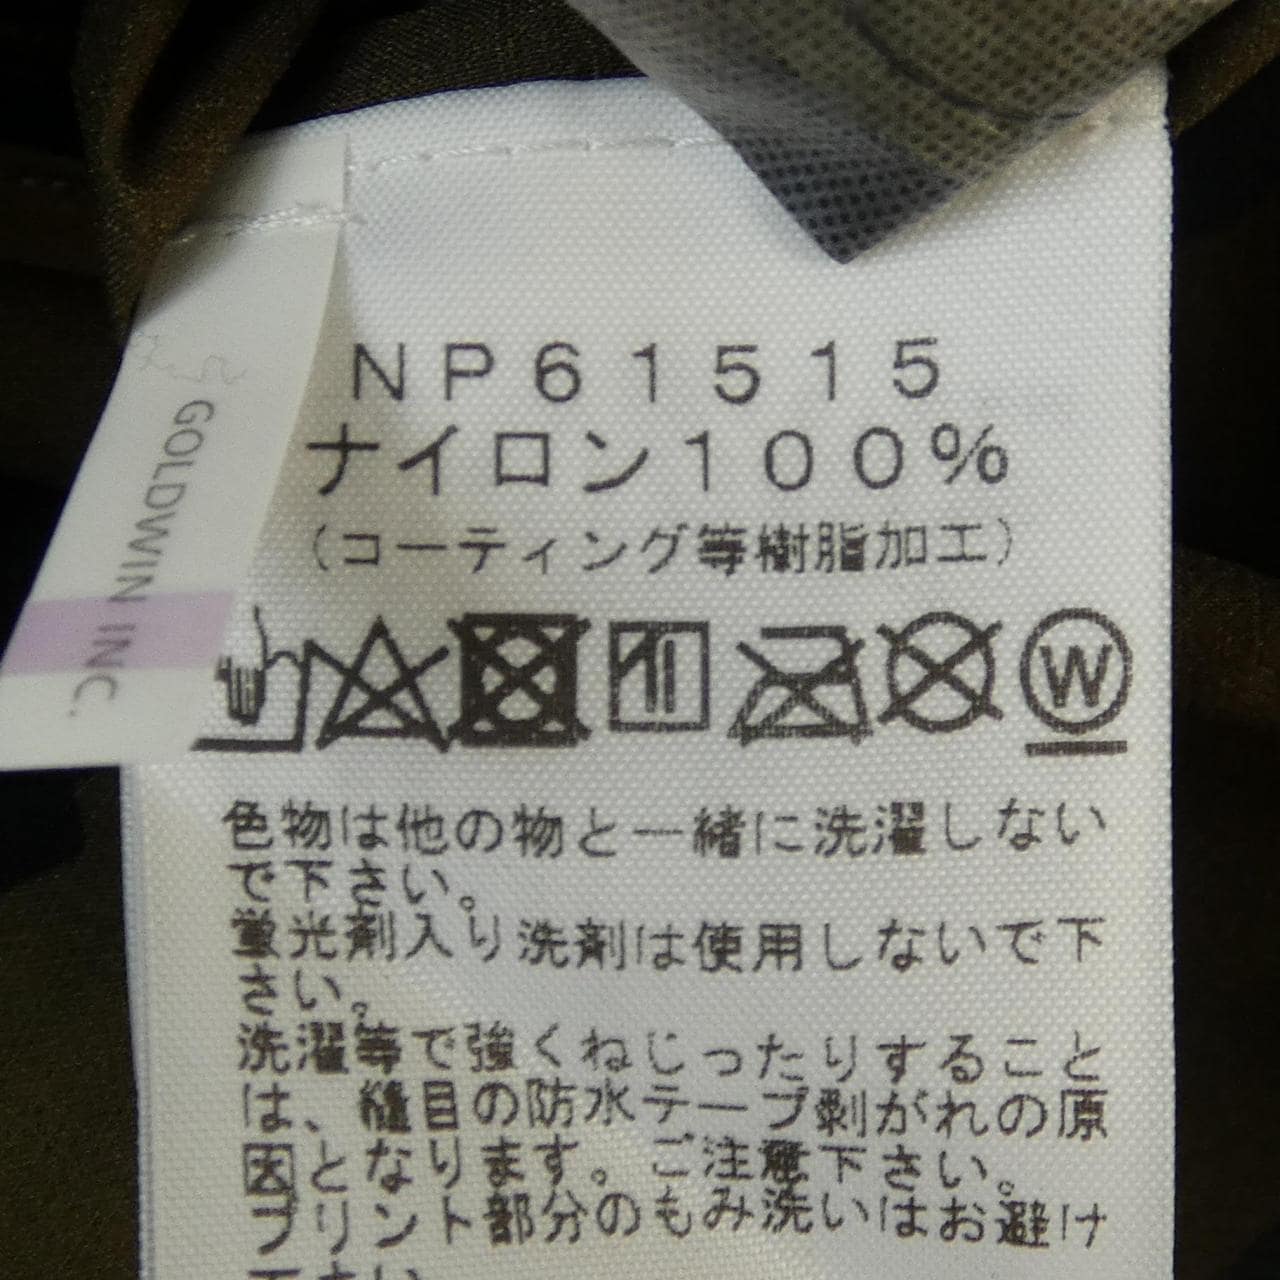 GOLDWIN INC.
NP61515
ナイロン100%
(コーティング等樹脂加工)
W
色物は他の物と一緒に洗濯しない
で下さい。
蛍光剤入り洗剤は使用しないで下
さい。
洗濯等で強くねじったりすること
は、縫目の防水テープ剥がれの原
因となります。ご注意下さい。
プリント部分のもみ洗いはお避け